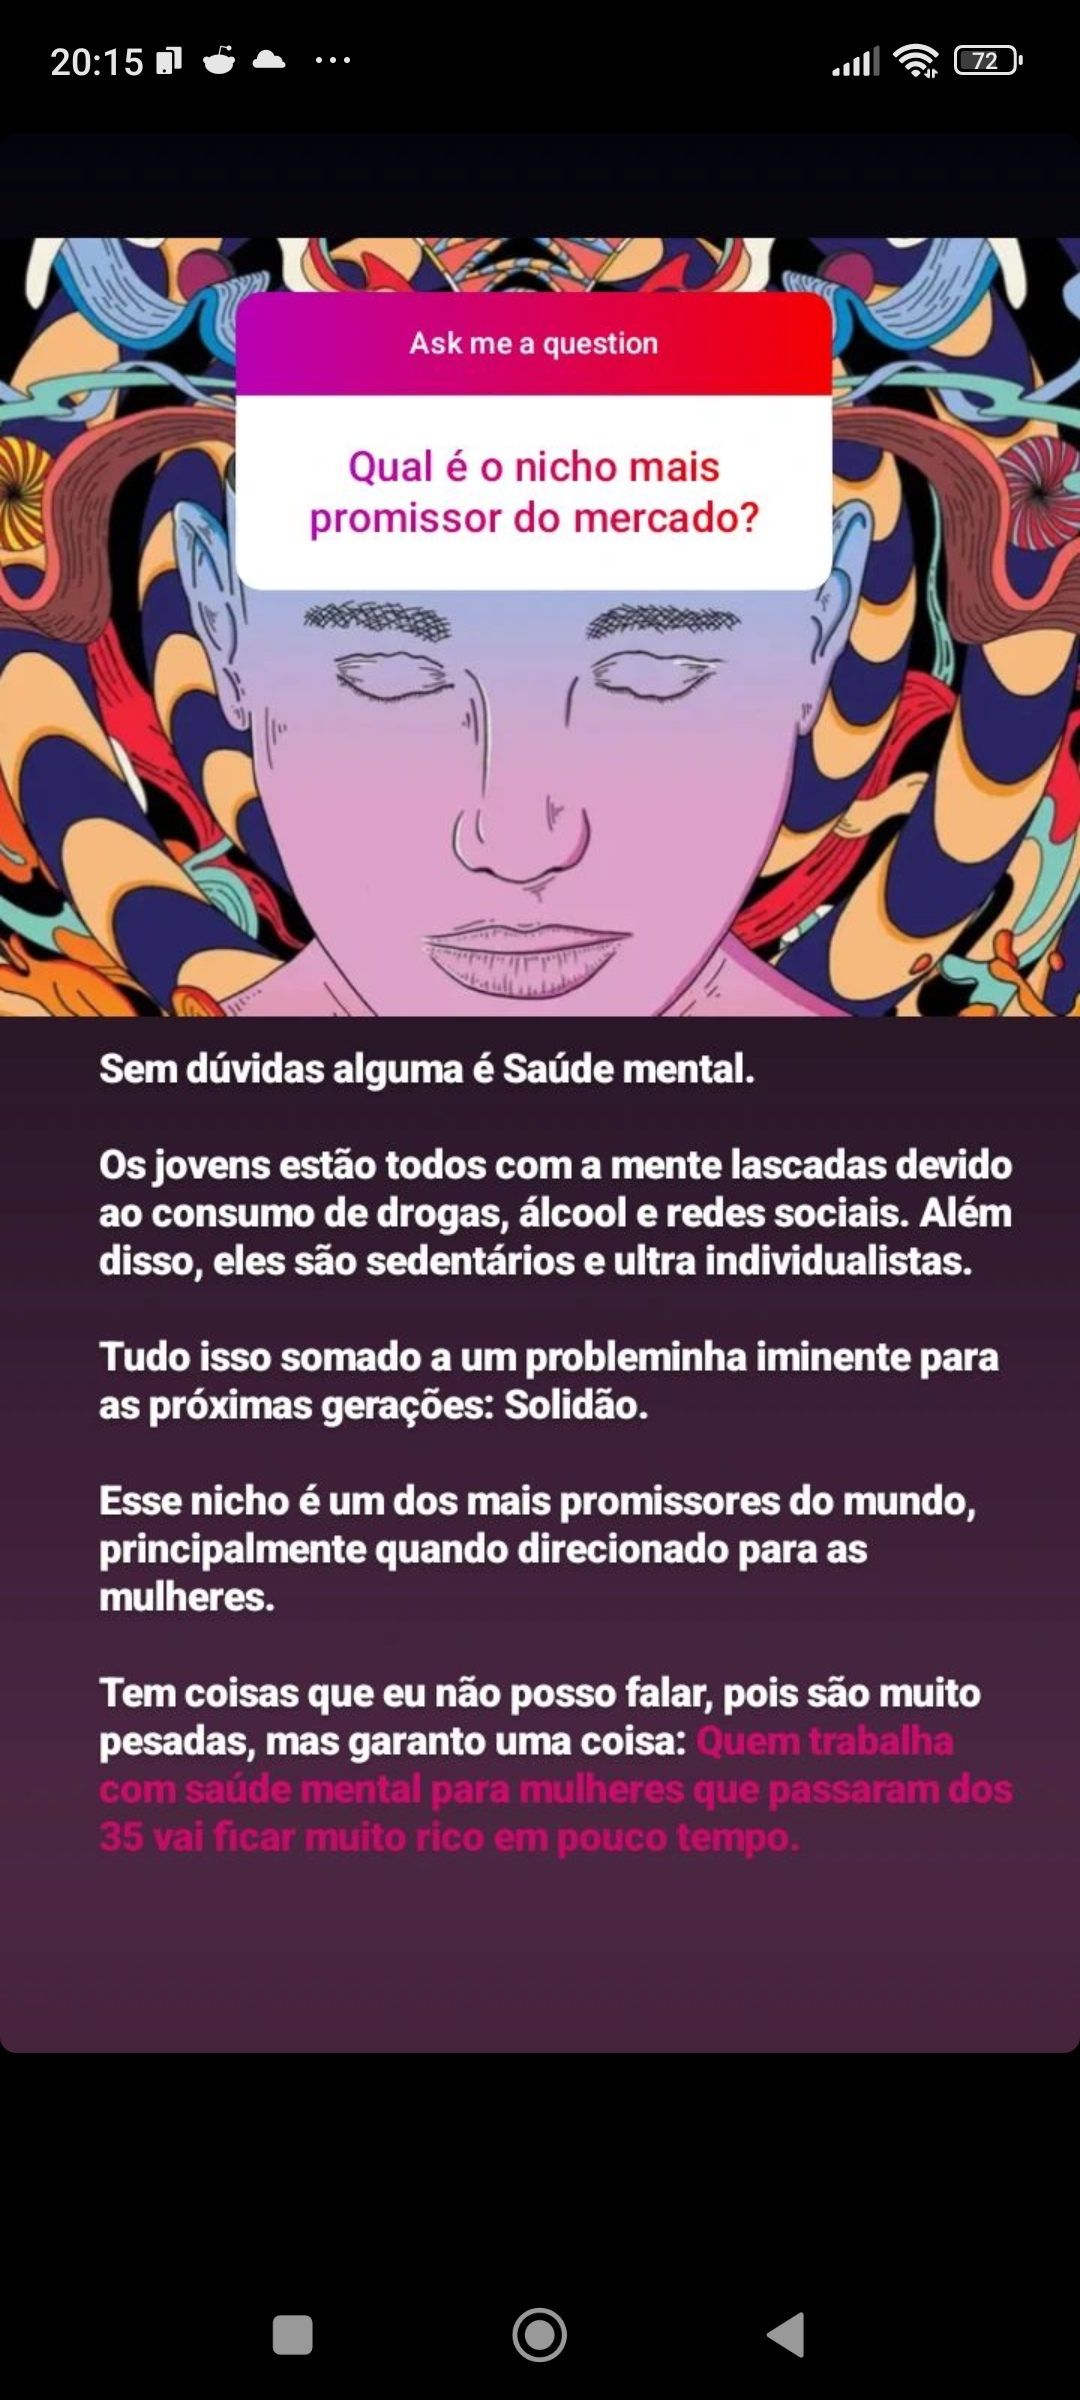 20:15
72
Ask me a question
Qual é o nicho mais
promissor do mercado?
Sem dúvidas alguma é Saúde mental.
Os jovens estão todos com a mente lascadas devido
ao consumo de drogas, álcool e redes sociais. Além
disso, eles são sedentários e ultra individualistas.
Tudo isso somado a um probleminha iminente para
as próximas gerações: Solidão.
Esse nicho é um dos mais promissores do mundo,
principalmente quando direcionado para as
mulheres.
Tem coisas que eu não posso falar, pois são muito
pesadas, mas garanto uma coisa: Quem trabalha
com saúde mental para mulheres que passaram dos
35 vai ficar muito rico em pouco tempo.